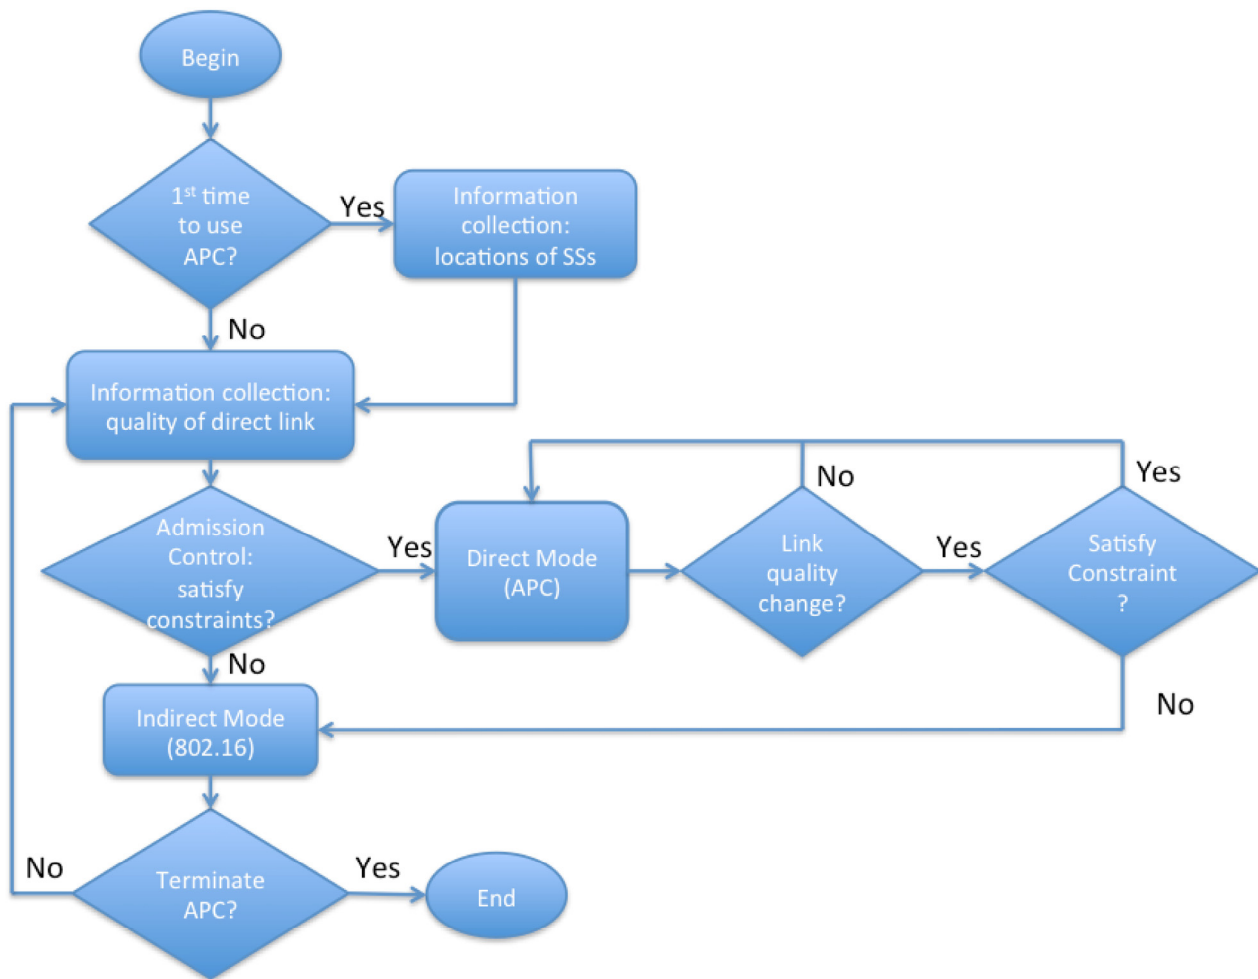 Begin
1st time
to use
APC?
Yes
Information
collection:
locations of SSs
No
Information collection:
quality of direct link
Admission
Control:
satisfy
constraints?
Yes
Direct Mode
(APC)
Link
quality
change?
No
Yes
Satisfy
Constraint
?
Yes
No
No
Indirect Mode
(802.16)
Terminate
APC?
No
Yes
End